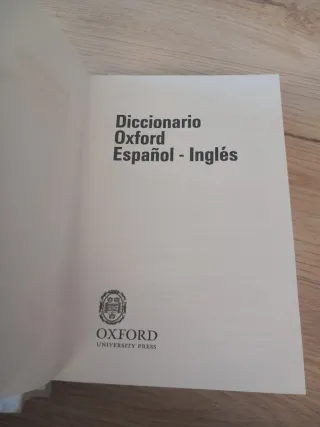 Diccionario
Oxford
Español - Inglés
OXFORD
UNIVERSITY PRESS